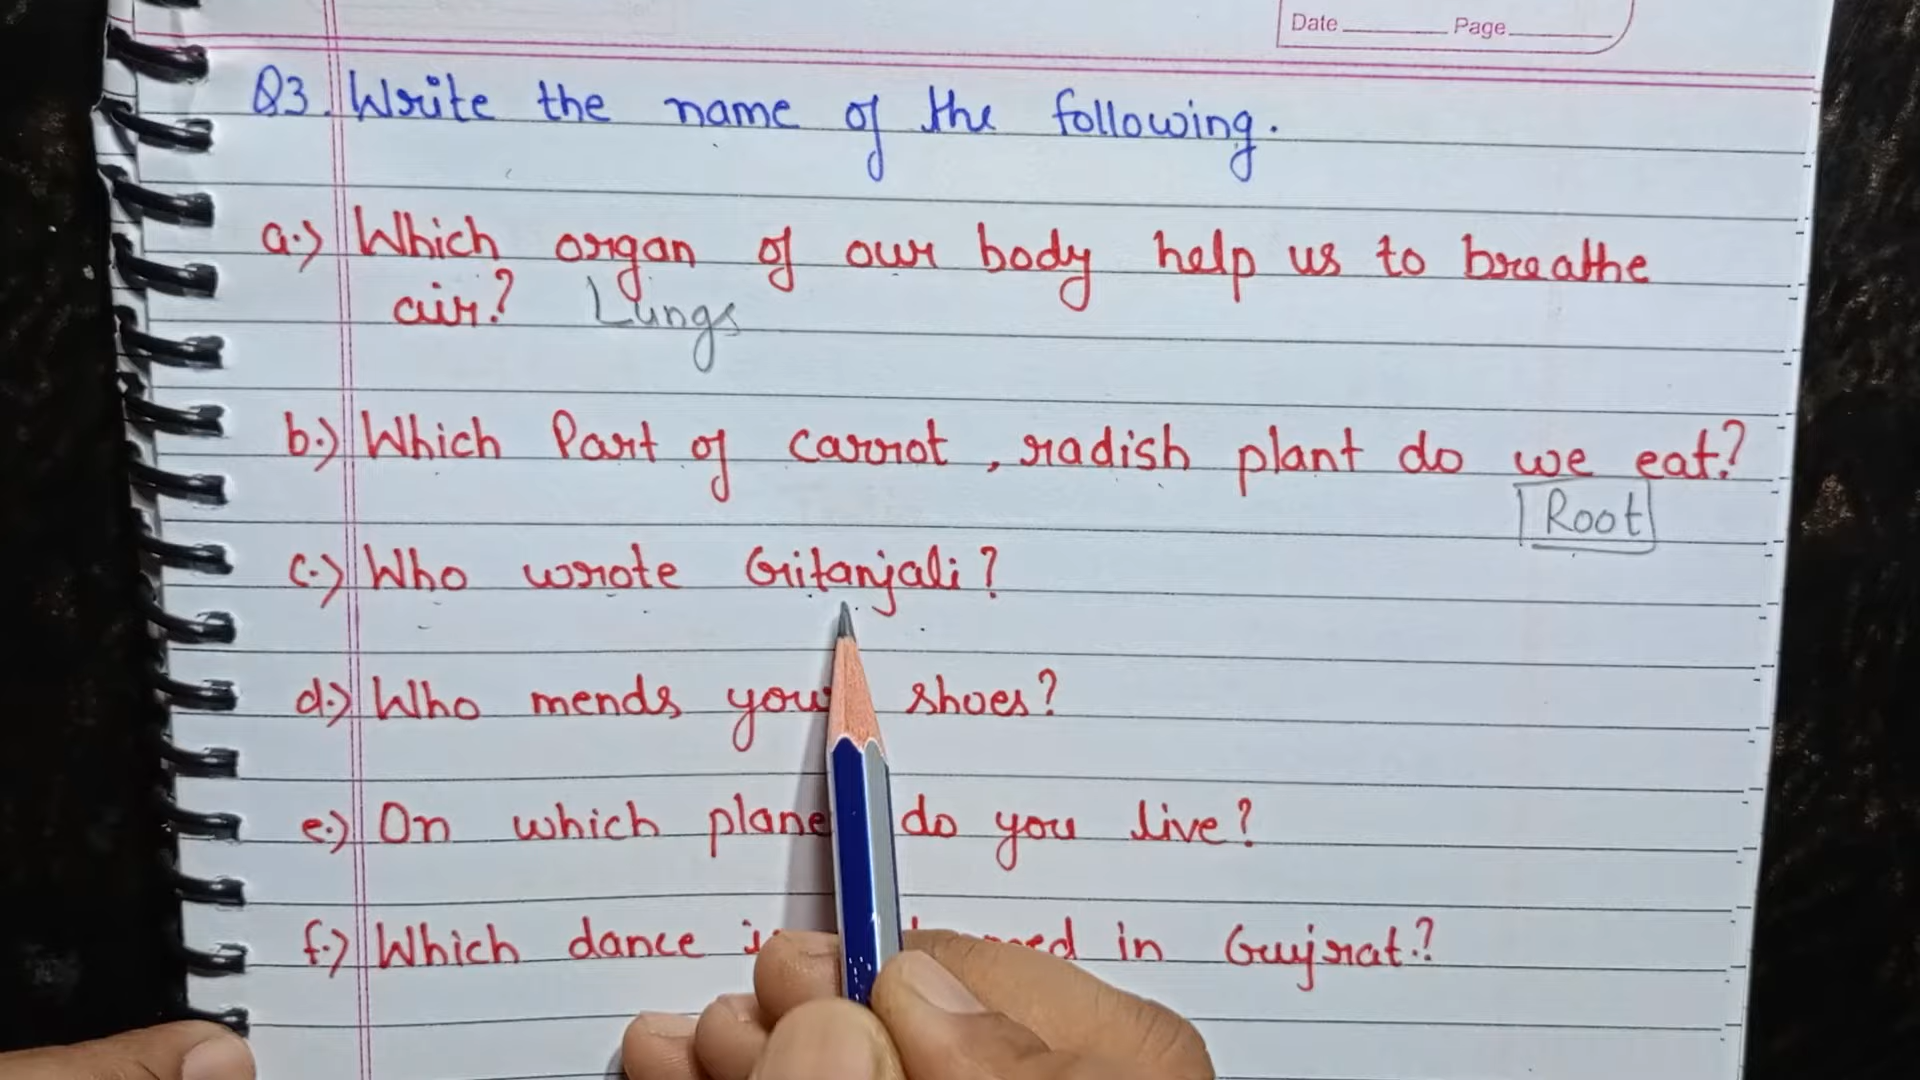 Date Page
Q3. Write the name of the following.
a.) Which organ of our body help us to breathe
air? Lungs
b.) Which Part of carrot, radish plant do we eat?
Root
c.) Who wrote Gitanjali?
d.) Who mends your shoes?
e.) On which plane do you live?
f.) Which dance in Gujrat.?